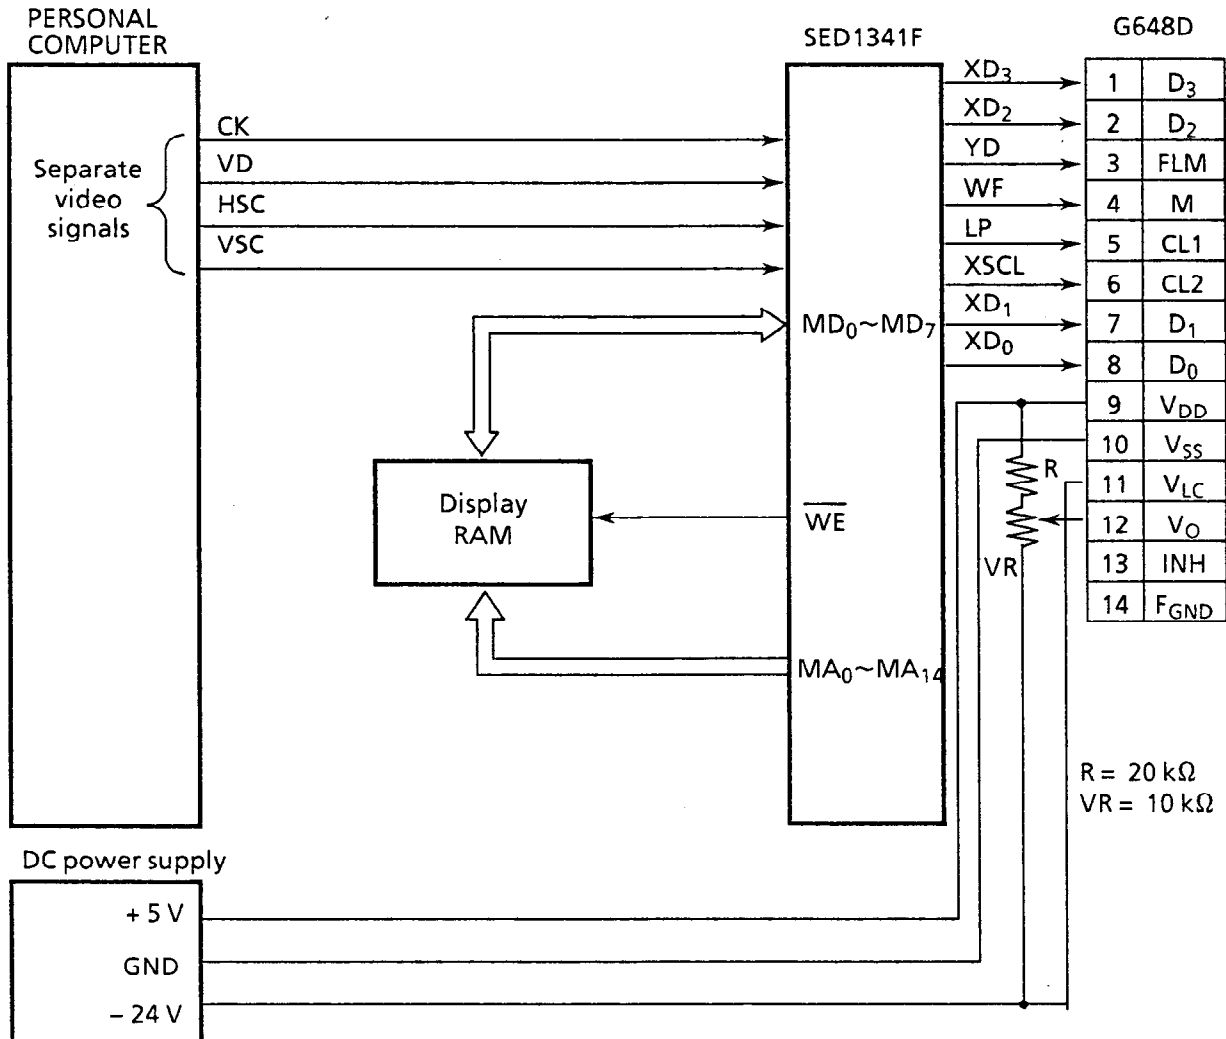 PERSONAL
COMPUTER
SED1341F
G648D
Separate
video
signals
CK
VD
HSC
VSC
XD3
XD2
YD
WF
LP
XSCL
XD1
XD0
1 D3
2 D2
3 FLM
4 M
5 CL1
6 CL2
7 D1
8 D0
9 VDD
10 VSS
11 VLC
12 VO
13 INH
14 FGND
MD0~MD7
Display
RAM
W̅E̅
MA0~MA14
R
VR
R = 20 kΩ
VR = 10 kΩ
DC power supply
+ 5 V
GND
– 24 V